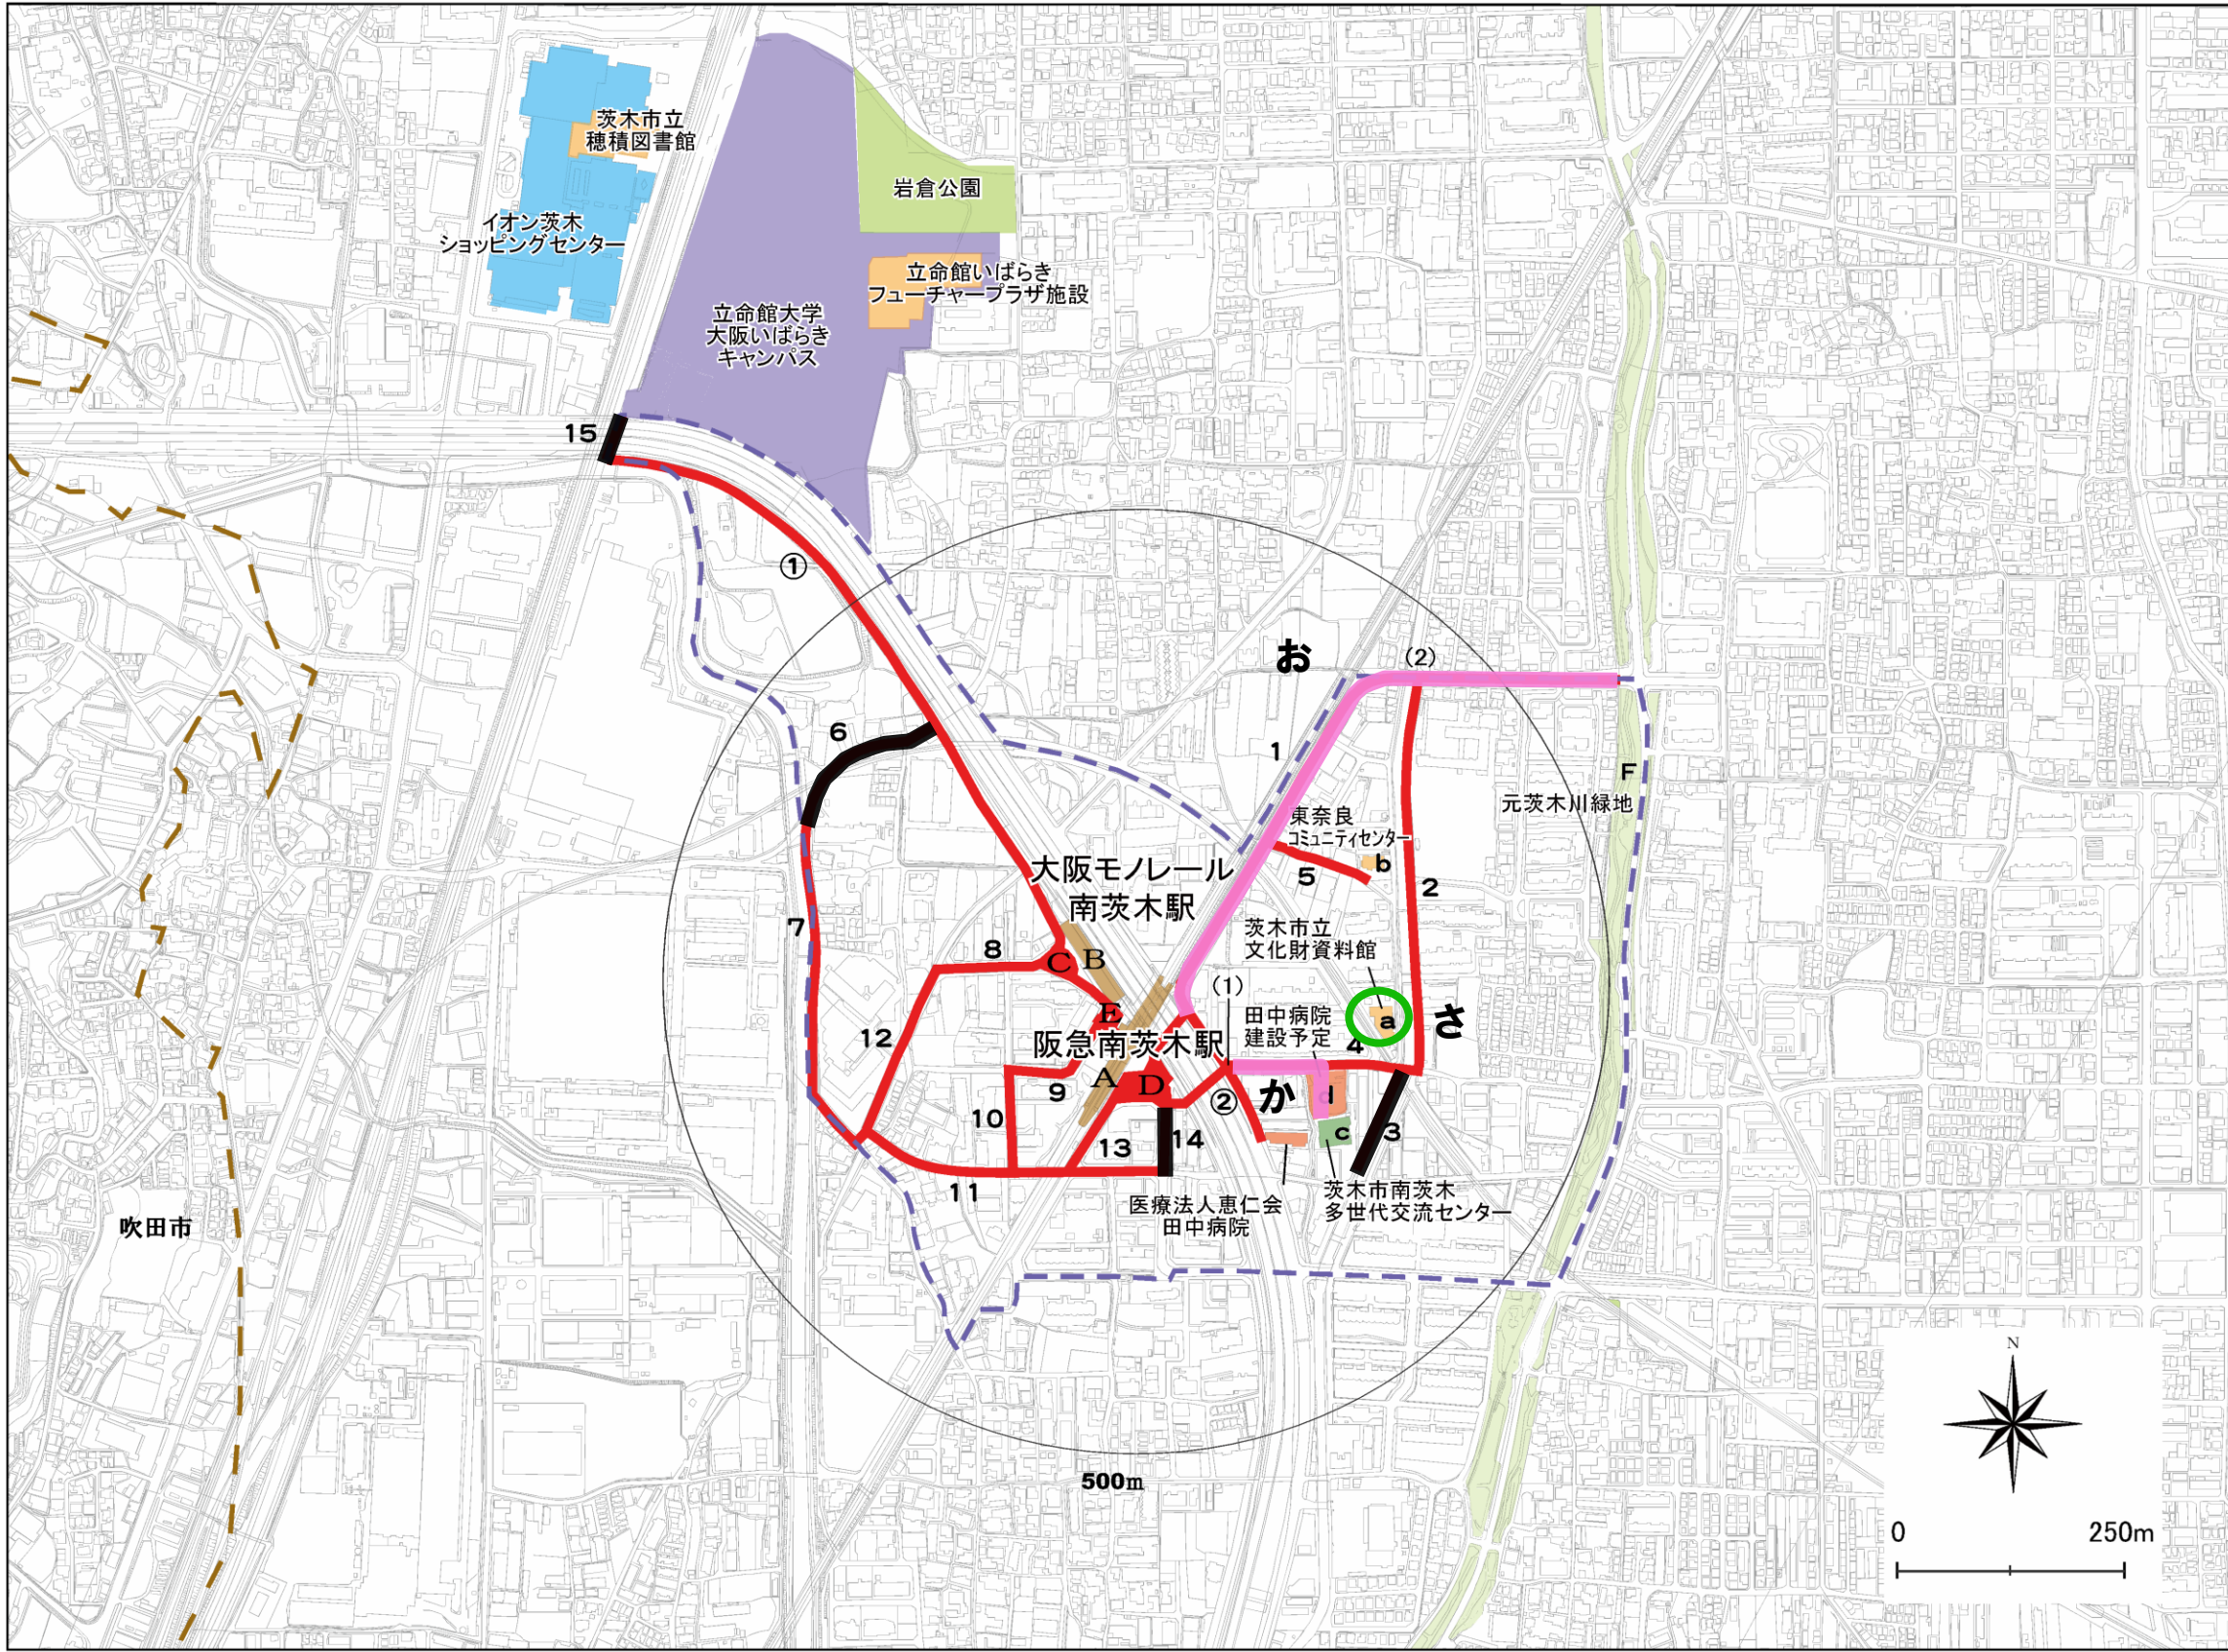 茨木市立
穂積図書館
岩倉公園
イオン茨木
ショッピングセンター
立命館いばらき
フューチャープラザ施設
立命館大学
大阪いばらき
キャンパス
15
①
お
(2)
6
1
F
元茨木川緑地
東奈良
コミュニティセンター
b
5
2
大阪モノレール
南茨木駅
7
8
C
B
茨木市立
文化財資料館
(1)
E
田中病院
建設予定
a
さ
12
阪急南茨木駅
4
9
A
D
②
か
d
10
13
14
c
3
11
医療法人恵仁会
田中病院
茨木市南茨木
多世代交流センター
吹田市
500m
N
0
250m